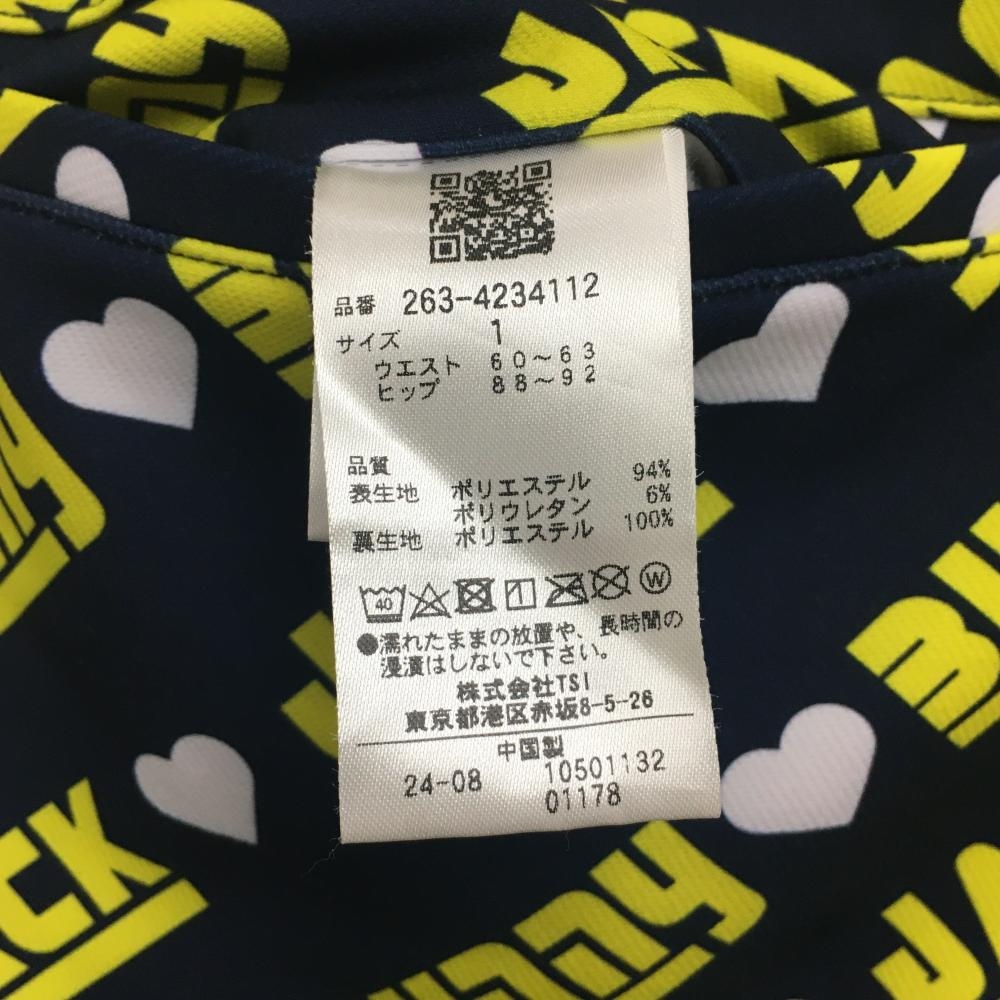 JA
品番 263-4234112
サイズ 1
ウエスト 60～63
ヒップ 88～92
品質
表生地 ポリエステル 94%
ポリウレタン 6%
裏生地 ポリエステル 100%
40 W
●濡れたままの放置や、長時間の
浸漬はしないで下さい。
株式会社TSI
東京都港区赤坂8-5-26
中国製
24-08 10501132
01178
CK
JA